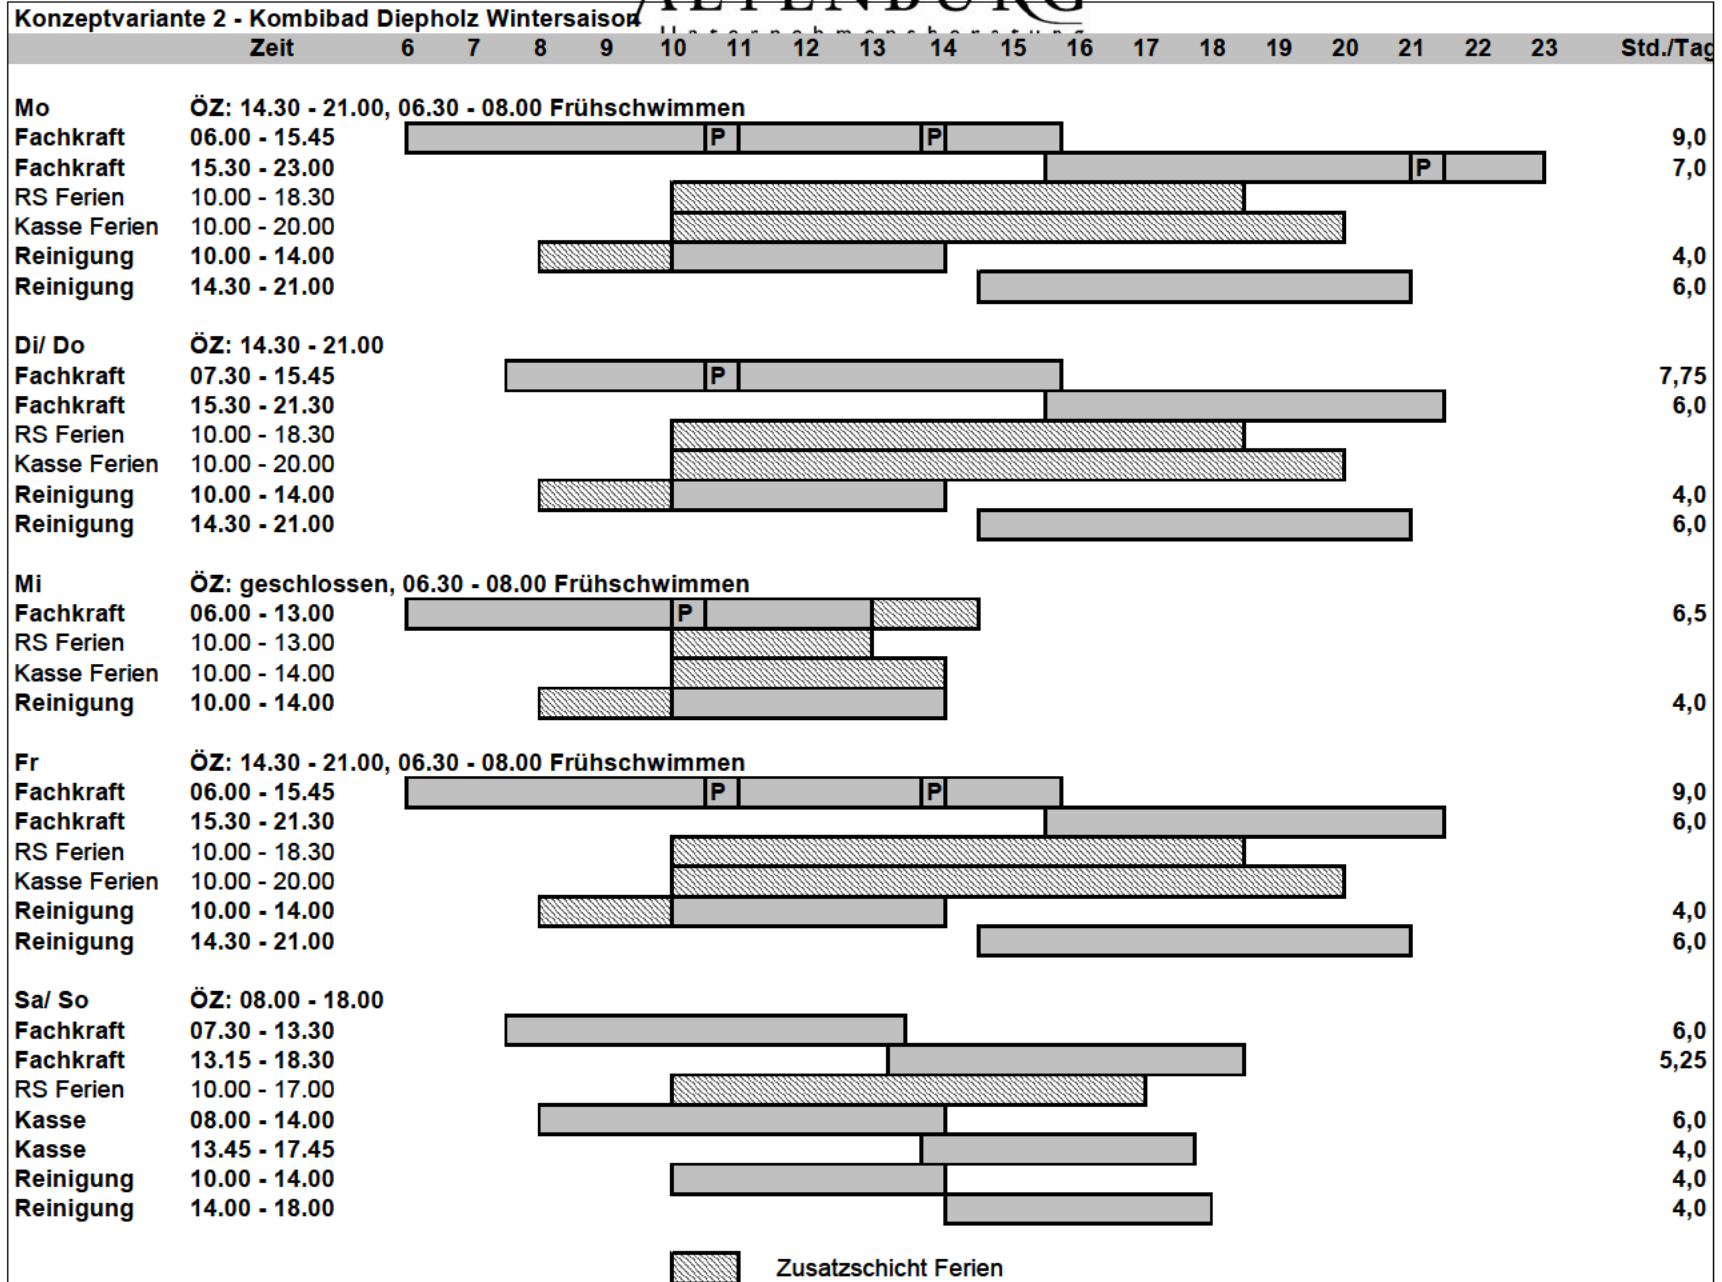 ALTENBURG
Konzeptvariante 2 - Kombibad Diepholz Wintersaison
Unternehmensberatung
Zeit 6 7 8 9 10 11 12 13 14 15 16 17 18 19 20 21 22 23 Std./Tag
Mo ÖZ: 14.30 - 21.00, 06.30 - 08.00 Frühschwimmen
Fachkraft 06.00 - 15.45 P P 9,0
Fachkraft 15.30 - 23.00 P 7,0
RS Ferien 10.00 - 18.30
Kasse Ferien 10.00 - 20.00
Reinigung 10.00 - 14.00 4,0
Reinigung 14.30 - 21.00 6,0
Di/ Do ÖZ: 14.30 - 21.00
Fachkraft 07.30 - 15.45 P 7,75
Fachkraft 15.30 - 21.30 6,0
RS Ferien 10.00 - 18.30
Kasse Ferien 10.00 - 20.00
Reinigung 10.00 - 14.00 4,0
Reinigung 14.30 - 21.00 6,0
Mi ÖZ: geschlossen, 06.30 - 08.00 Frühschwimmen
Fachkraft 06.00 - 13.00 P 6,5
RS Ferien 10.00 - 13.00
Kasse Ferien 10.00 - 14.00
Reinigung 10.00 - 14.00 4,0
Fr ÖZ: 14.30 - 21.00, 06.30 - 08.00 Frühschwimmen
Fachkraft 06.00 - 15.45 P P 9,0
Fachkraft 15.30 - 21.30 6,0
RS Ferien 10.00 - 18.30
Kasse Ferien 10.00 - 20.00
Reinigung 10.00 - 14.00 4,0
Reinigung 14.30 - 21.00 6,0
Sa/ So ÖZ: 08.00 - 18.00
Fachkraft 07.30 - 13.30 6,0
Fachkraft 13.15 - 18.30 5,25
RS Ferien 10.00 - 17.00
Kasse 08.00 - 14.00 6,0
Kasse 13.45 - 17.45 4,0
Reinigung 10.00 - 14.00 4,0
Reinigung 14.00 - 18.00 4,0
Zusatzschicht Ferien